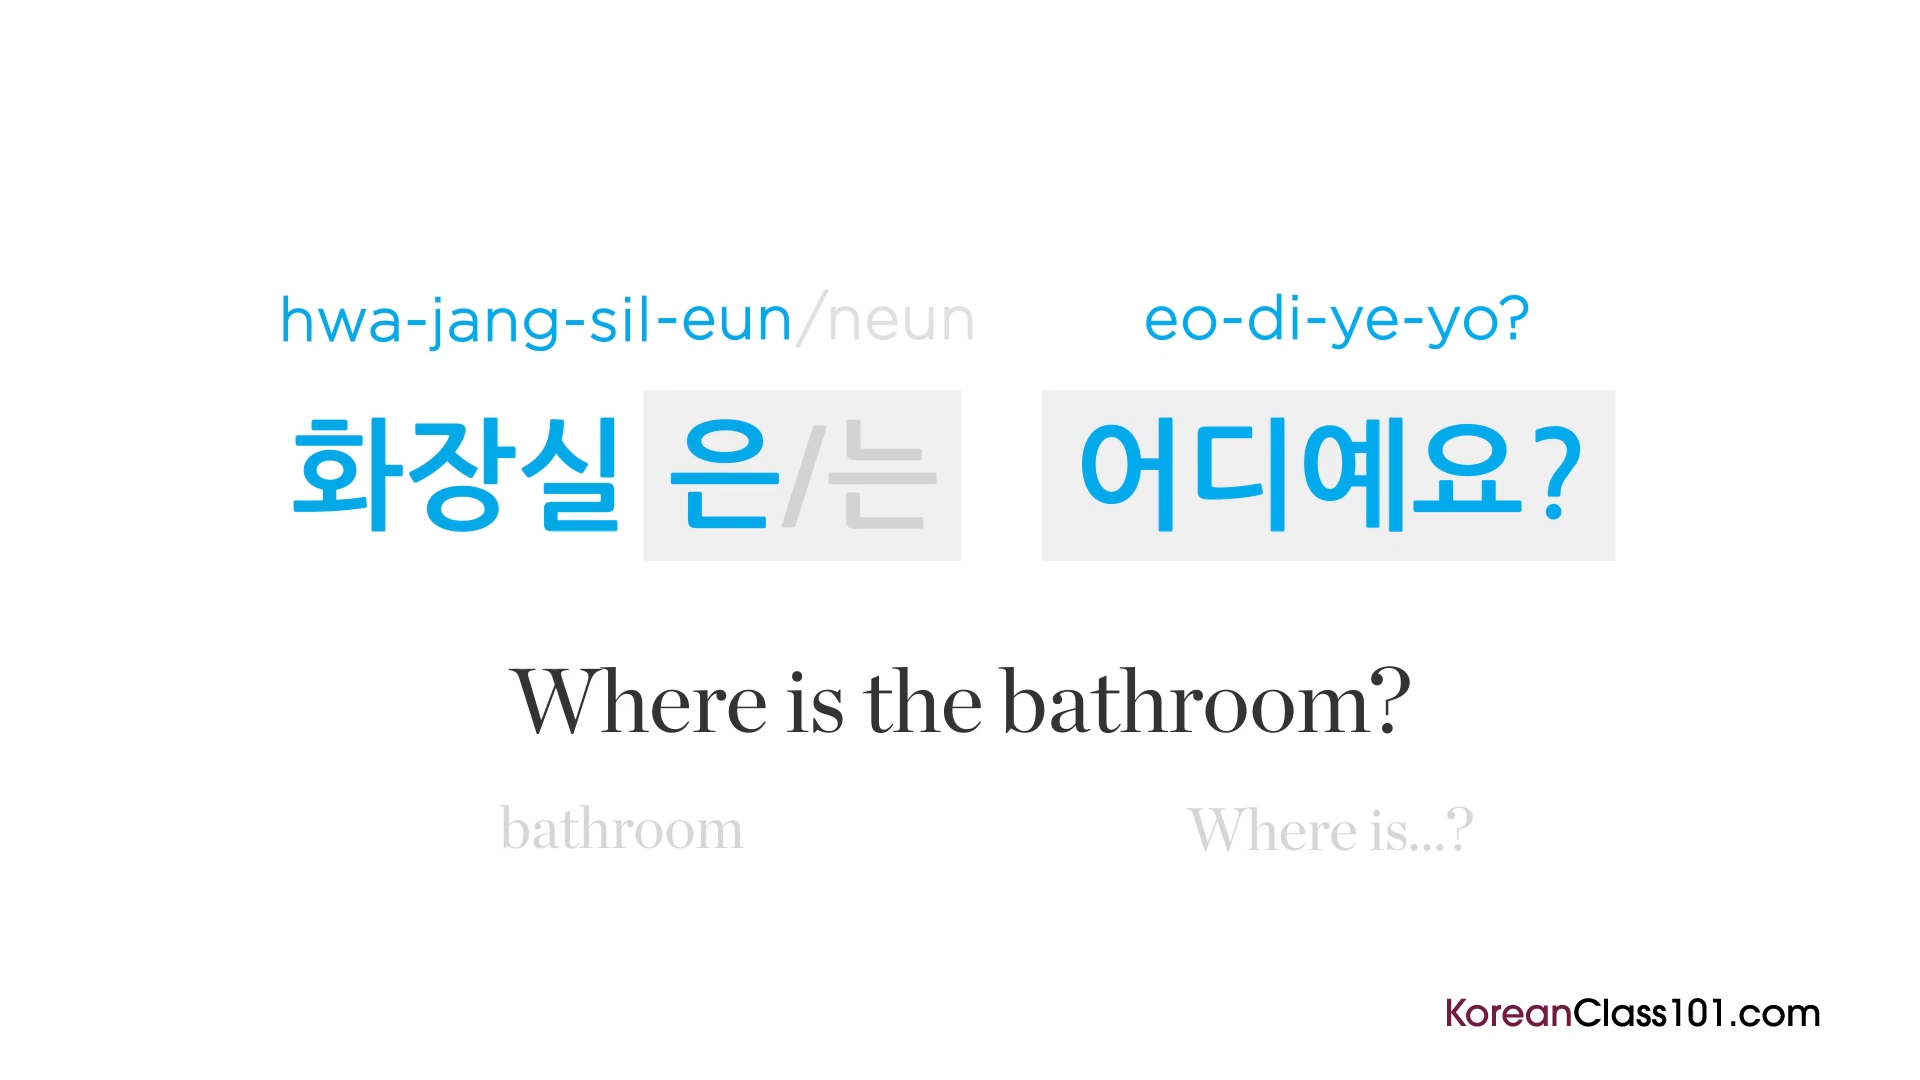 hwa-jang-sil-eun/neun eo-di-ye-yo?
화장실 은/는 어디예요?
Where is the bathroom?
bathroom Where is...?
KoreanClass101.com